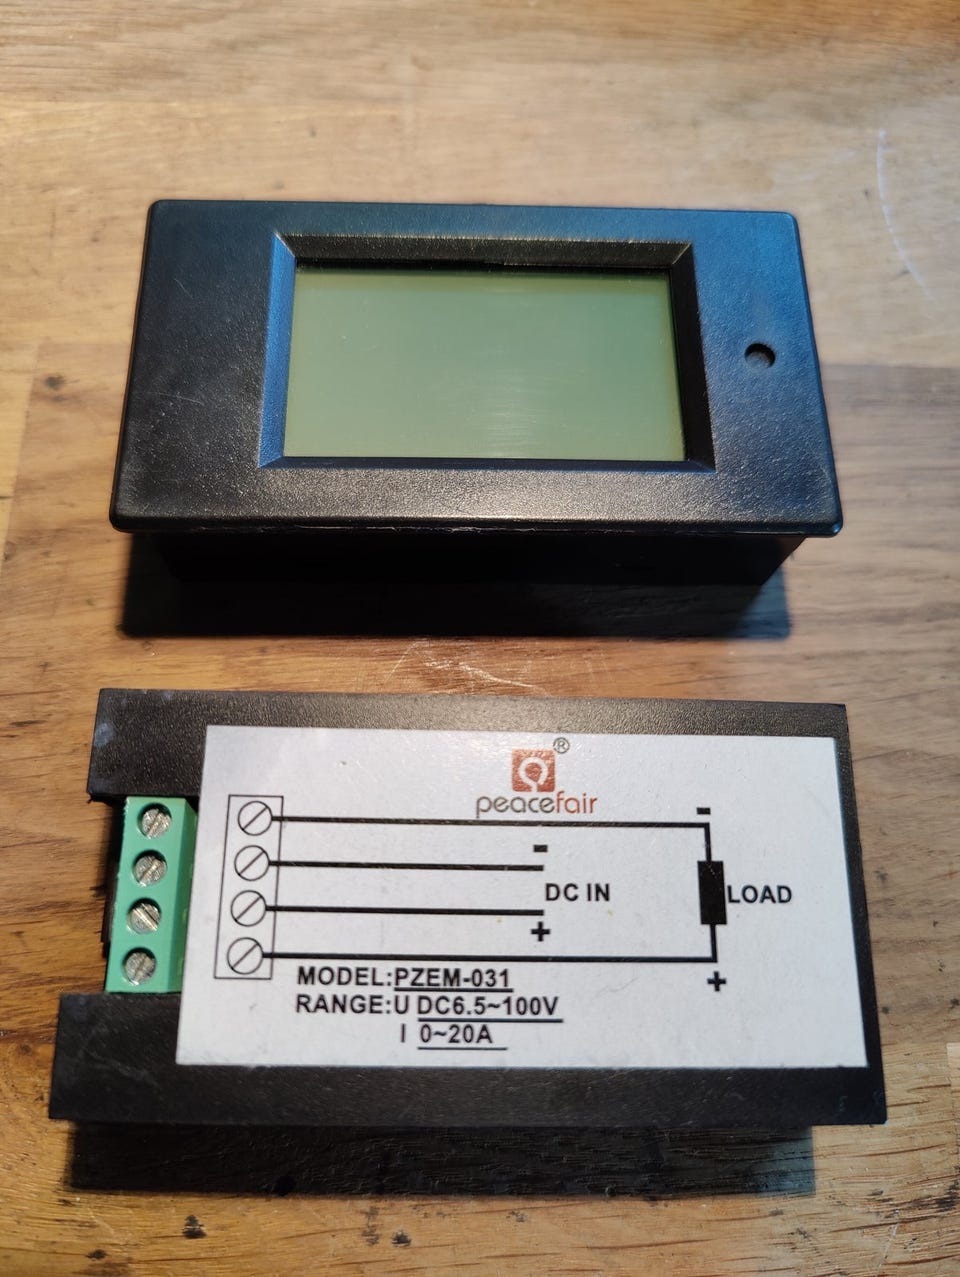 ®
peacefair
-
-
DC IN
LOAD
+
+
MODEL:PZEM-031
RANGE:U DC6.5~100V
I 0~20A